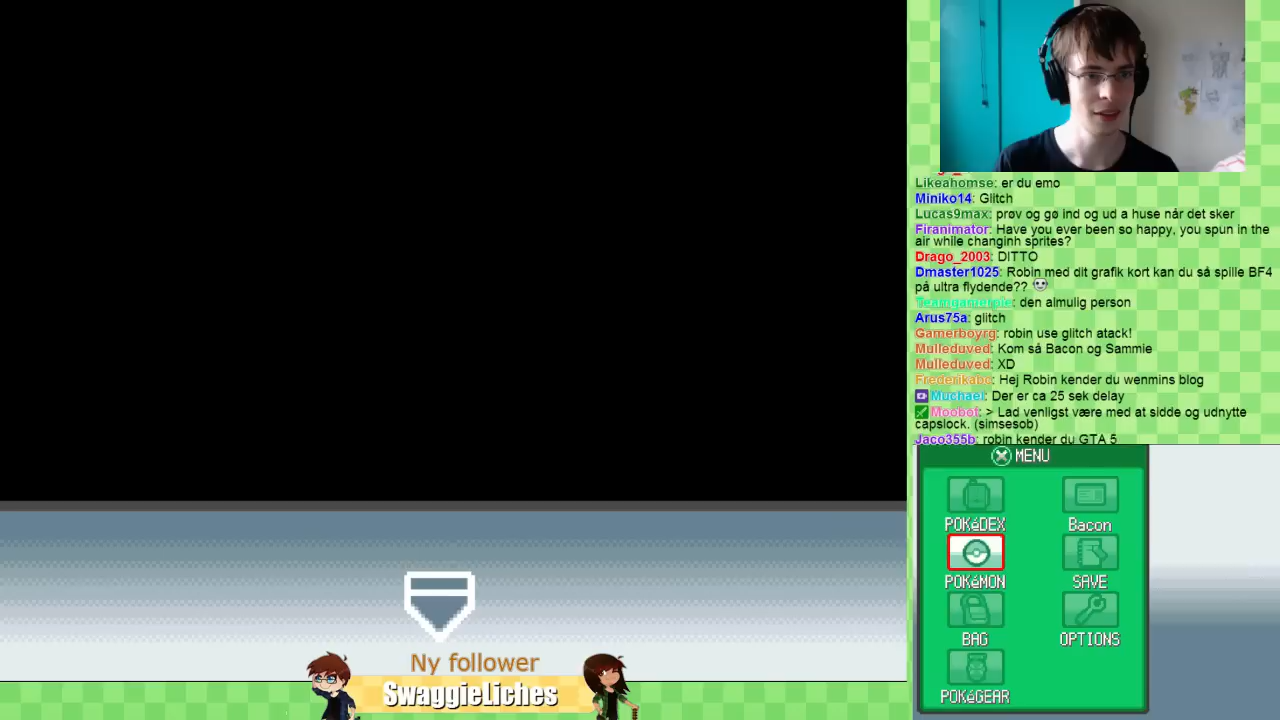 Likeahomse: er du emo
Miniko14: Glitch
Lucas9max: prøv og gø ind og ud a huse når det sker
Firanimator: Have you ever been so happy, you spun in the
air while changinh sprites?
Drago_2003: DITTO
Dmaster1025: Robin med dit grafik kort kan du så spille BF4
på ultra flydende??
Teamgamerpie: den almulig person
Arus75a: glitch
Gamerboyrg: robin use glitch atack!
Mulleduved: Kom så Bacon og Sammie
Mulleduved: XD
Frederikabc: Hej Robin kender du wenmins blog
Muchael: Der er ca 25 sek delay
Moobot: > Lad venligst være med at sidde og udnytte
capslock. (simsesob)
Jaco355b: robin kender du GTA 5
MENU
POKéDEX
Bacon
POKéMON
SAVE
BAG
OPTIONS
POKéGEAR
Ny follower
SwaggieLiches